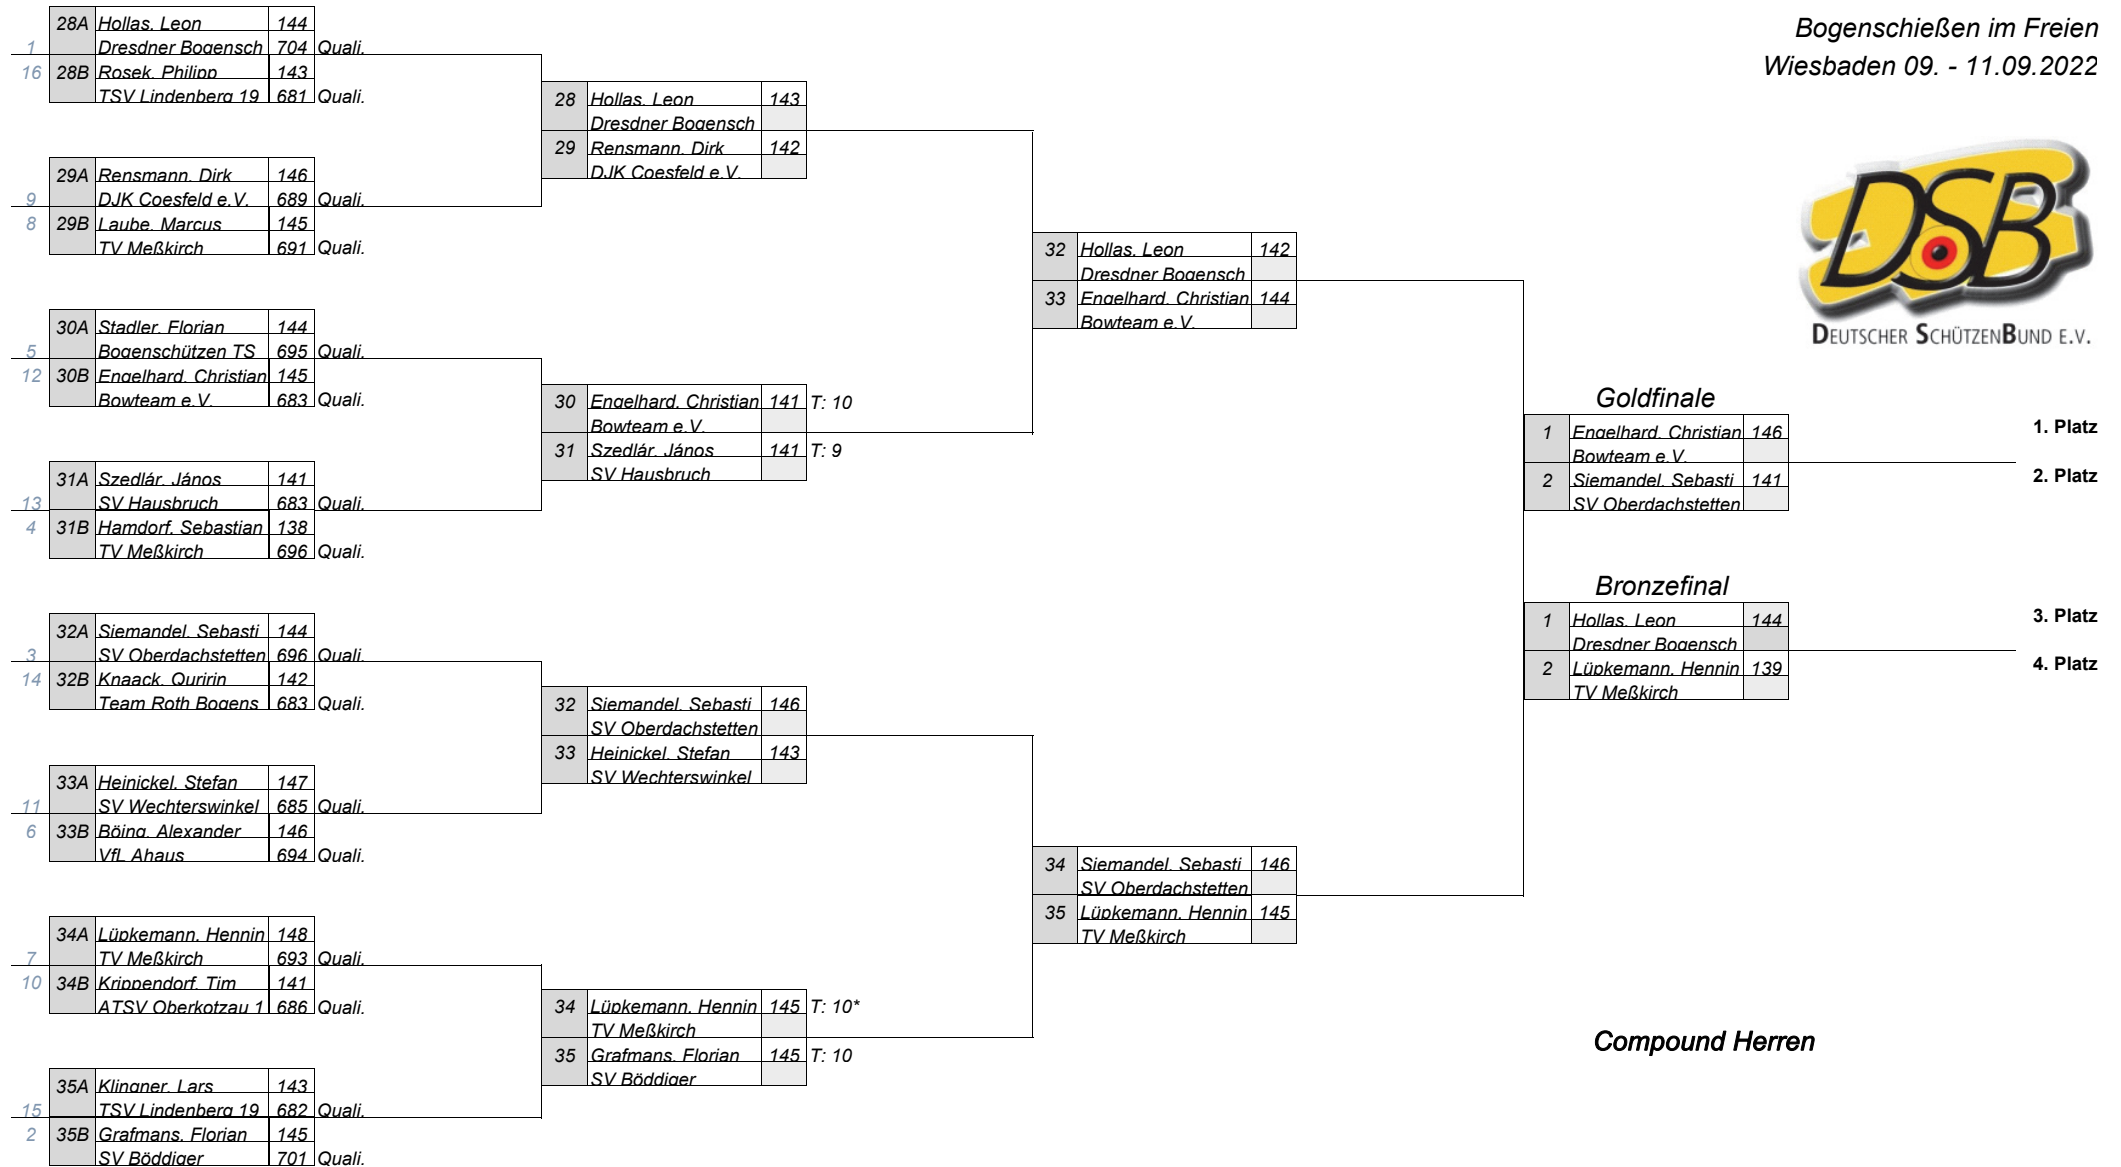 Bogenschießen im Freien
Wiesbaden 09. - 11.09.2022
DSB
DEUTSCHER SCHÜTZENBUND E.V.
28A Hollas, Leon 144
1 Dresdner Bogensch 704 Quali.
16 28B Rosek, Philipp 143
TSV Lindenberg 19 681 Quali.
29A Rensmann, Dirk 146
9 DJK Coesfeld e.V. 689 Quali.
8 29B Laube, Marcus 145
TV Meßkirch 691 Quali.
30A Stadler, Florian 144
5 Bogenschützen TS 695 Quali.
12 30B Engelhard, Christian 145
Bowteam e.V. 683 Quali.
31A Szedlár, János 141
13 SV Hausbruch 683 Quali.
4 31B Hamdorf, Sebastian 138
TV Meßkirch 696 Quali.
32A Siemandel, Sebasti 144
3 SV Oberdachstetten 696 Quali.
14 32B Knaack, Quririn 142
Team Roth Bogens 683 Quali.
33A Heinickel, Stefan 147
11 SV Wechterswinkel 685 Quali.
6 33B Böing, Alexander 146
VfL Ahaus 694 Quali.
34A Lüpkemann, Hennin 148
7 TV Meßkirch 693 Quali.
10 34B Krippendorf, Tim 141
ATSV Oberkotzau 1 686 Quali.
35A Klingner, Lars 143
15 TSV Lindenberg 19 682 Quali.
2 35B Grafmans, Florian 145
SV Böddiger 701 Quali.
28 Hollas, Leon 143
Dresdner Bogensch
29 Rensmann, Dirk 142
DJK Coesfeld e.V.
30 Engelhard, Christian 141 T: 10
Bowteam e.V.
31 Szedlár, János 141 T: 9
SV Hausbruch
32 Siemandel, Sebasti 146
SV Oberdachstetten
33 Heinickel, Stefan 143
SV Wechterswinkel
34 Lüpkemann, Hennin 145 T: 10*
TV Meßkirch
35 Grafmans, Florian 145 T: 10
SV Böddiger
32 Hollas, Leon 142
Dresdner Bogensch
33 Engelhard, Christian 144
Bowteam e.V.
34 Siemandel, Sebasti 146
SV Oberdachstetten
35 Lüpkemann, Hennin 145
TV Meßkirch
Goldfinale
1 Engelhard, Christian 146 1. Platz
Bowteam e.V.
2 Siemandel, Sebasti 141 2. Platz
SV Oberdachstetten
Bronzefinal
1 Hollas, Leon 144 3. Platz
Dresdner Bogensch
2 Lüpkemann, Hennin 139 4. Platz
TV Meßkirch
Compound Herren